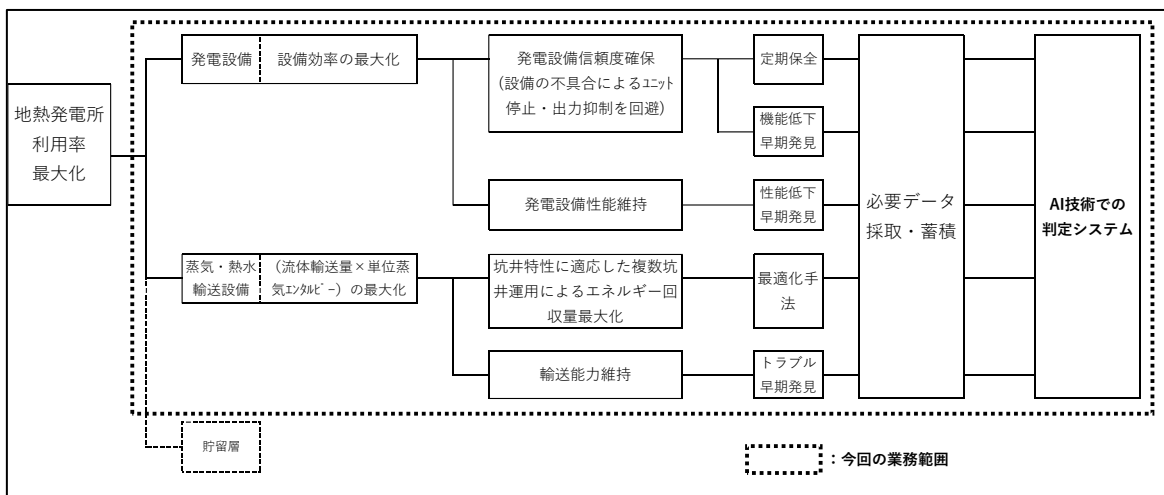 地熱発電所
利用率
最大化
発電設備
設備効率の最大化
発電設備信頼度確保
(設備の不具合によるﾕﾆｯﾄ
停止・出力抑制を回避)
定期保全
機能低下
早期発見
発電設備性能維持
性能低下
早期発見
蒸気・熱水
輸送設備
（流体輸送量×単位蒸
気ｴﾝﾀﾙﾋﾟｰ）の最大化
坑井特性に適応した複数坑
井運用によるエネルギー回
収量最大化
最適化手
法
輸送能力維持
トラブル
早期発見
必要データ
採取・蓄積
AI技術での
判定システム
貯留層
：今回の業務範囲